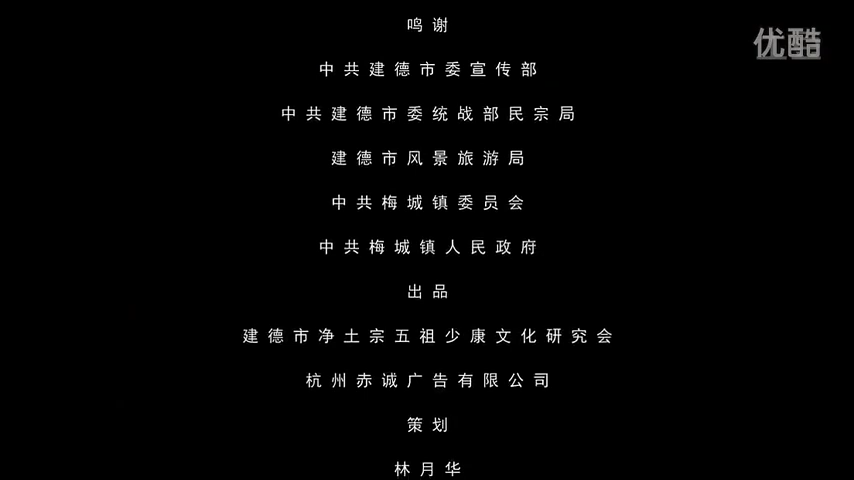 鸣谢
优酷
中共建德市委宣传部
中共建德市委统战部民宗局
建德市风景旅游局
中共梅城镇委员会
中共梅城镇人民政府
出品
建德市净土宗五祖少康文化研究会
杭州赤诚广告有限公司
策划
林月华